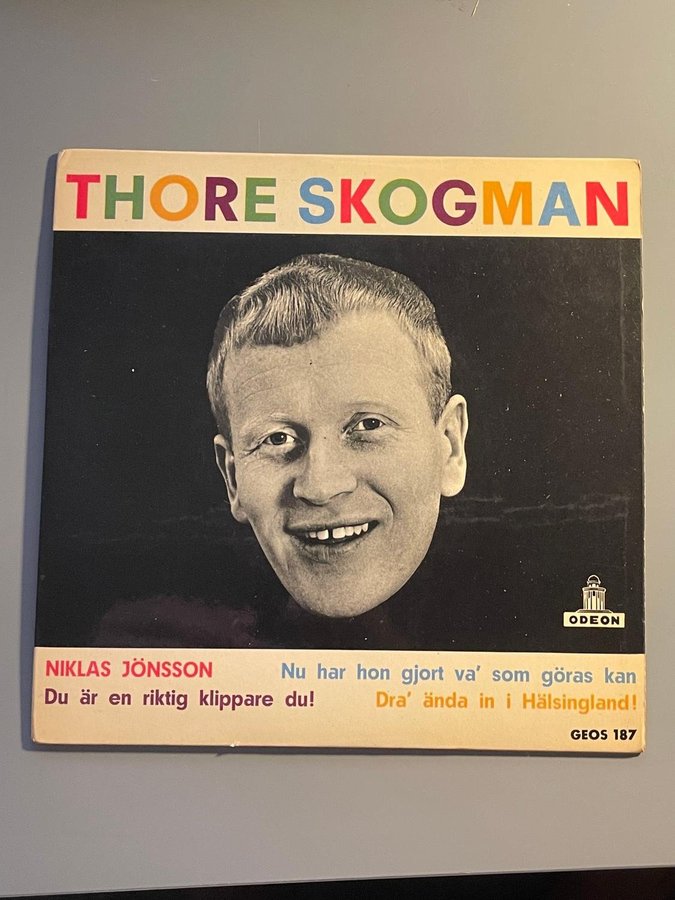 THORE SKOGMAN
ODEON
NIKLAS JÖNSSON Nu har hon gjort va' som göras kan
Du är en riktig klippare du! Dra' ända in i Hälsingland!
GEOS 187